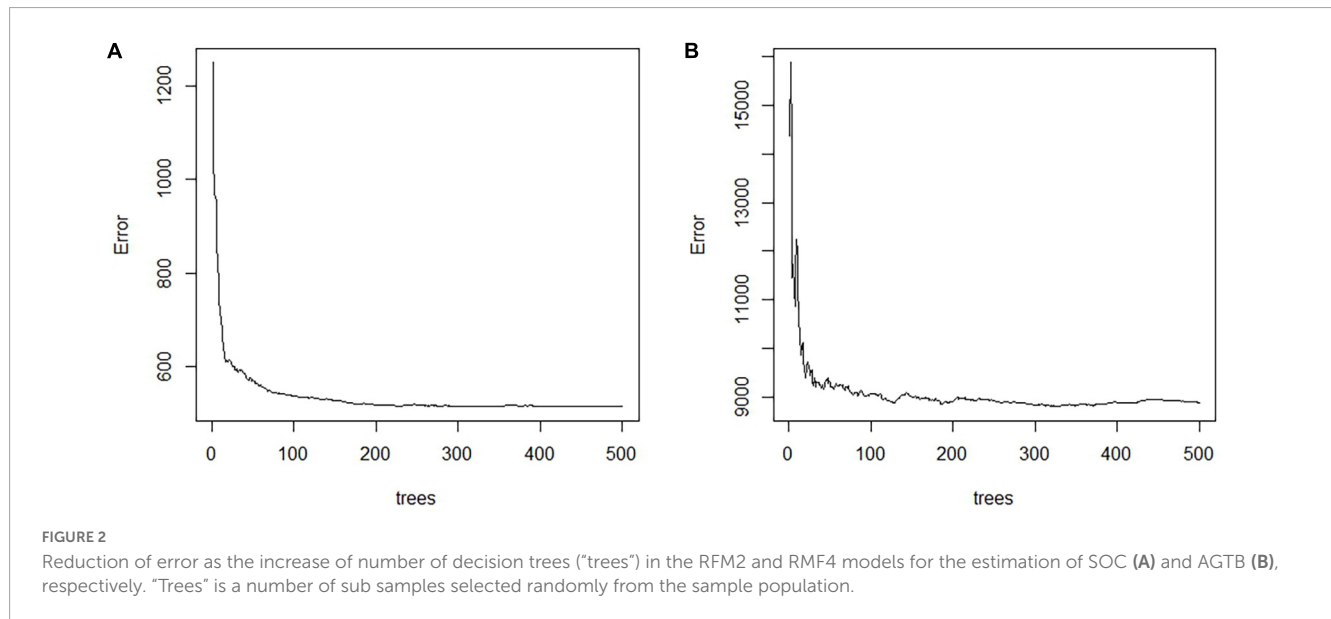 A
1200
1000
800
600
Error
0 100 200 300 400 500
trees
B
15000
13000
11000
9000
Error
0 100 200 300 400 500
trees
FIGURE 2
Reduction of error as the increase of number of decision trees (“trees”) in the RFM2 and RMF4 models for the estimation of SOC (A) and AGTB (B),
respectively. “Trees” is a number of sub samples selected randomly from the sample population.